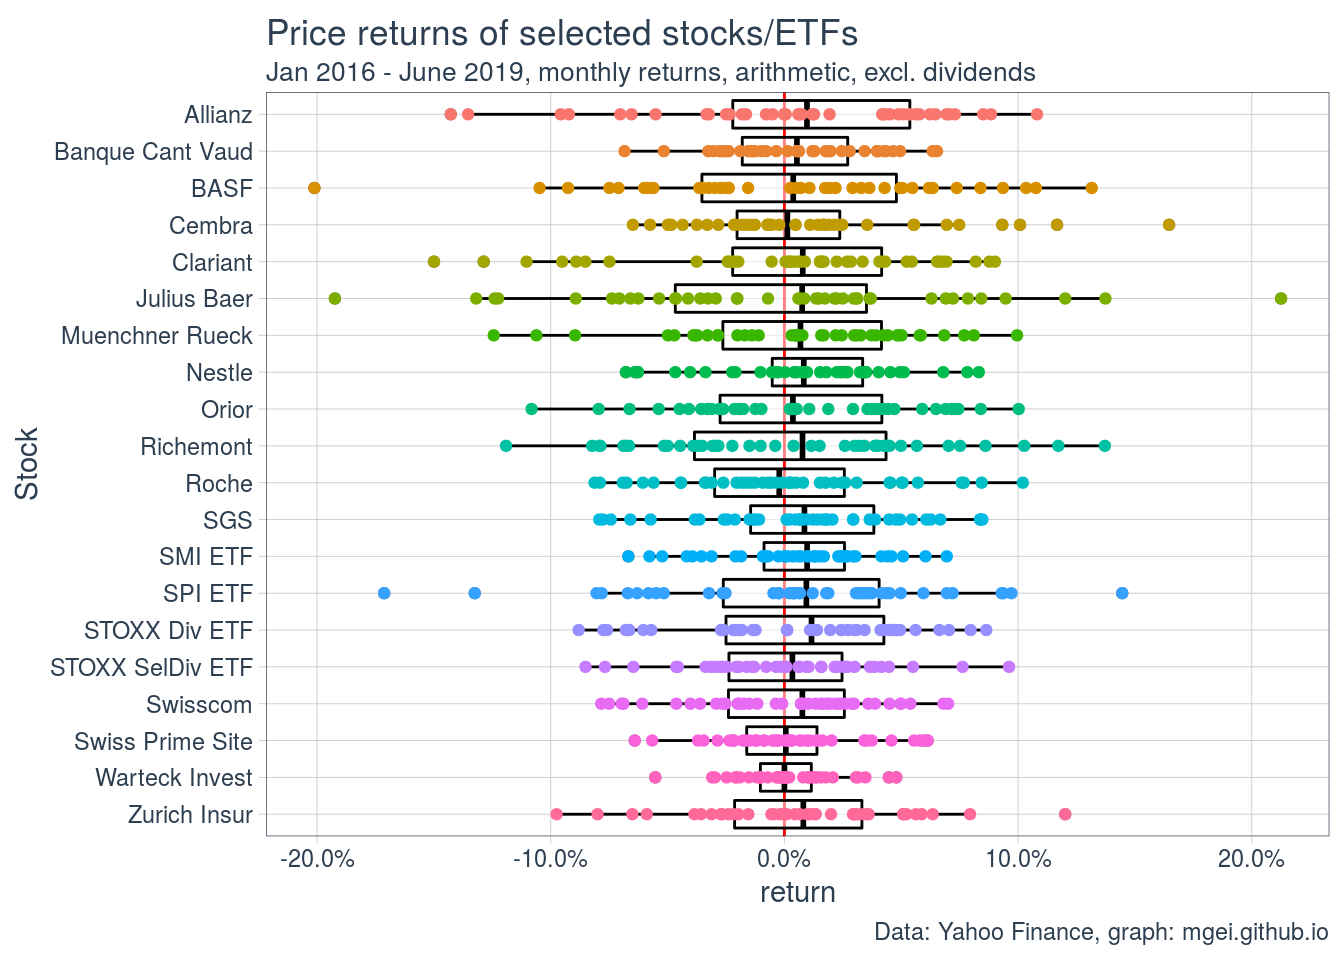 Price returns of selected stocks/ETFs
Jan 2016 - June 2019, monthly returns, arithmetic, excl. dividends
Stock
Allianz
Banque Cant Vaud
BASF
Cembra
Clariant
Julius Baer
Muenchner Rueck
Nestle
Orior
Richemont
Roche
SGS
SMI ETF
SPI ETF
STOXX Div ETF
STOXX SelDiv ETF
Swisscom
Swiss Prime Site
Warteck Invest
Zurich Insur
-20.0% -10.0% 0.0% 10.0% 20.0%
return
Data: Yahoo Finance, graph: mgei.github.io